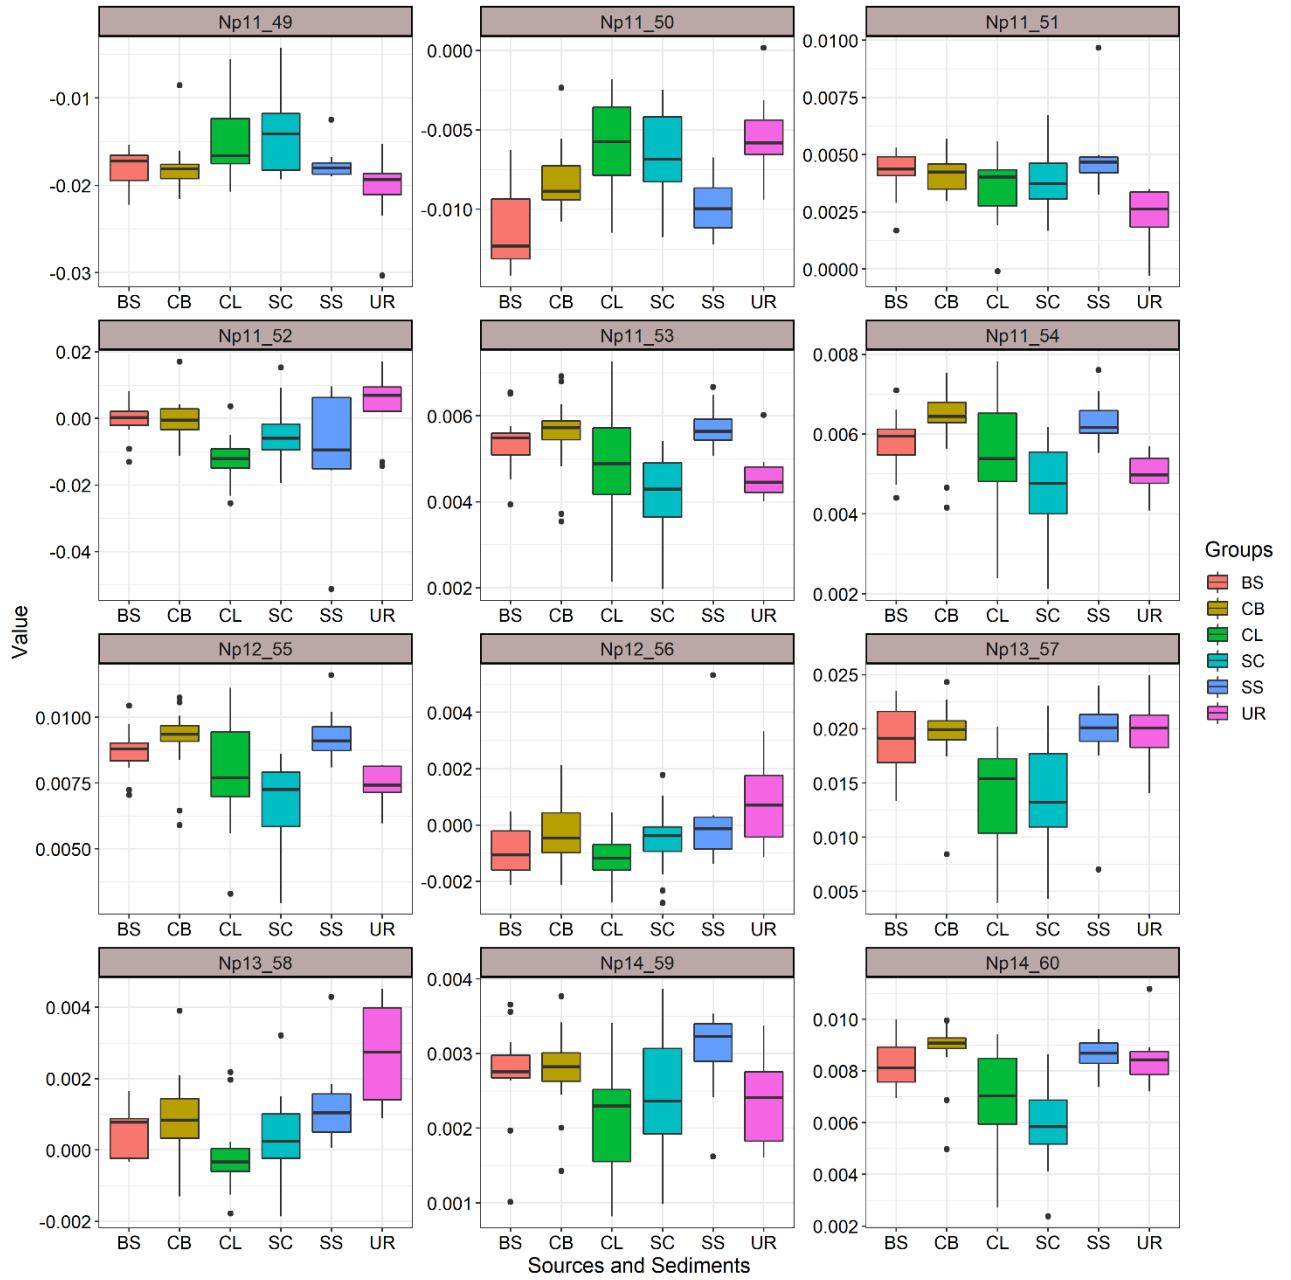 Np11_49 Np11_50 Np11_51
0.000 0.0100
-0.01 0.0075
-0.005 0.0050
-0.02 -0.010 0.0025
-0.03 0.0000
BS CB CL SC SS UR BS CB CL SC SS UR BS CB CL SC SS UR
Np11_52 Np11_53 Np11_54
0.02 0.008
0.00 0.006 0.006
-0.02 0.004 0.004
-0.04 0.002 0.002
BS CB CL SC SS UR BS CB CL SC SS UR BS CB CL SC SS UR
Value
Groups
BS
CB
CL
SC
SS
UR
Np12_55 Np12_56 Np13_57
0.025
0.0100 0.004 0.020
0.0075 0.002 0.015
0.000 0.010
0.0050 -0.002 0.005
BS CB CL SC SS UR BS CB CL SC SS UR BS CB CL SC SS UR
Np13_58 Np14_59 Np14_60
0.004 0.004 0.010
0.002 0.003 0.008
0.000 0.002 0.006
0.004
-0.002 0.001 0.002
BS CB CL SC SS UR BS CB CL SC SS UR BS CB CL SC SS UR
Sources and Sediments